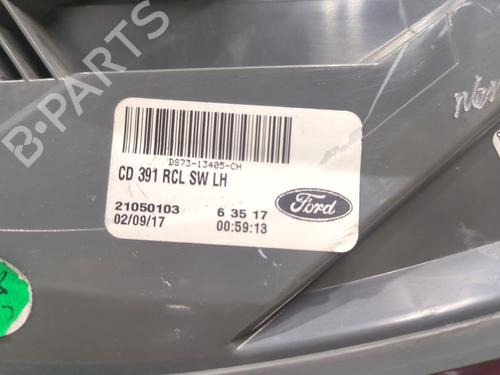 B-PARTS
DS73-13405-CH
CD 391 RCL SW LH
21050103 6 35 17
02/09/17 00:59:13
Ford